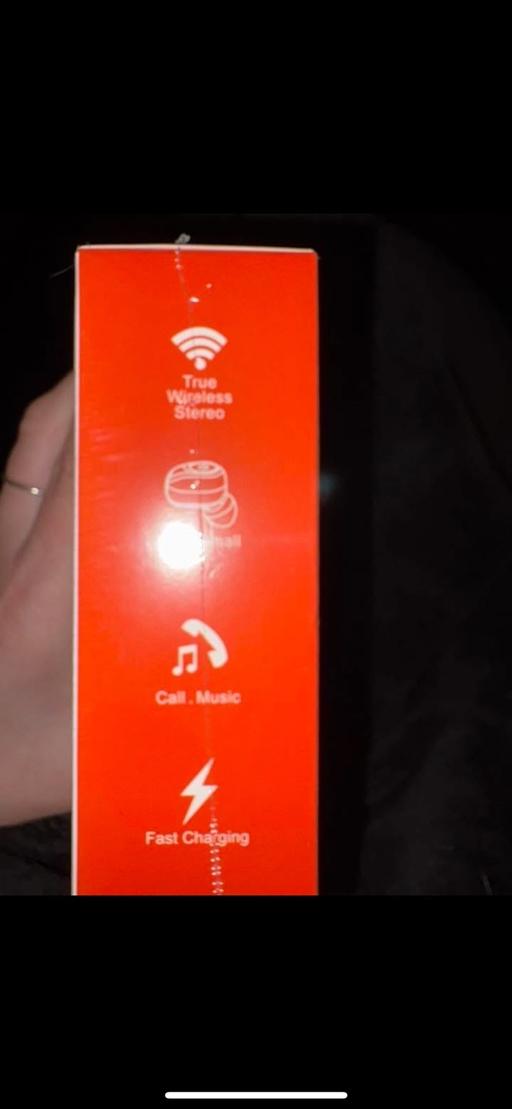 True
Wireless
Stereo
Call . Music
Fast Charging